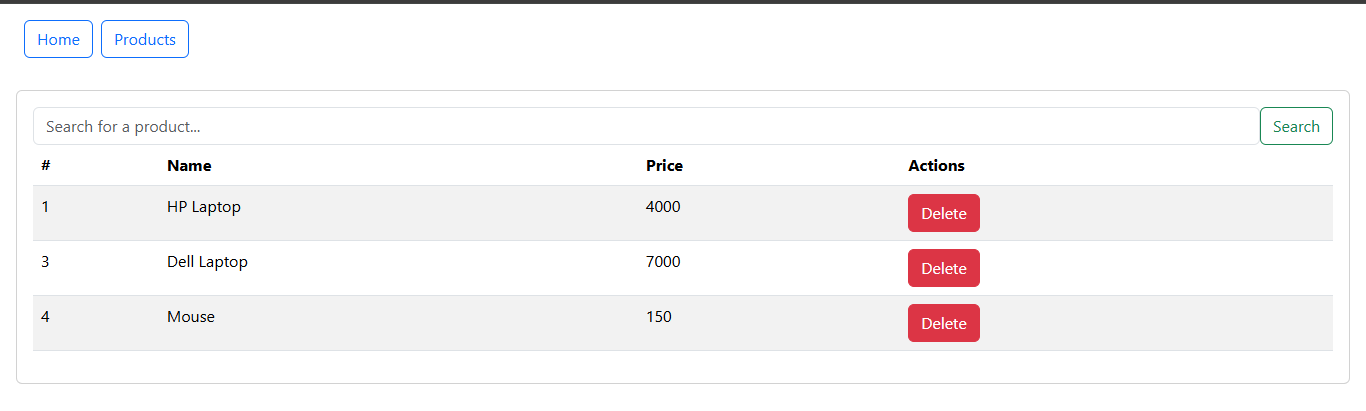 Home Products
Search for a product... Search
# Name Price Actions
1 HP Laptop 4000 Delete
3 Dell Laptop 7000 Delete
4 Mouse 150 Delete